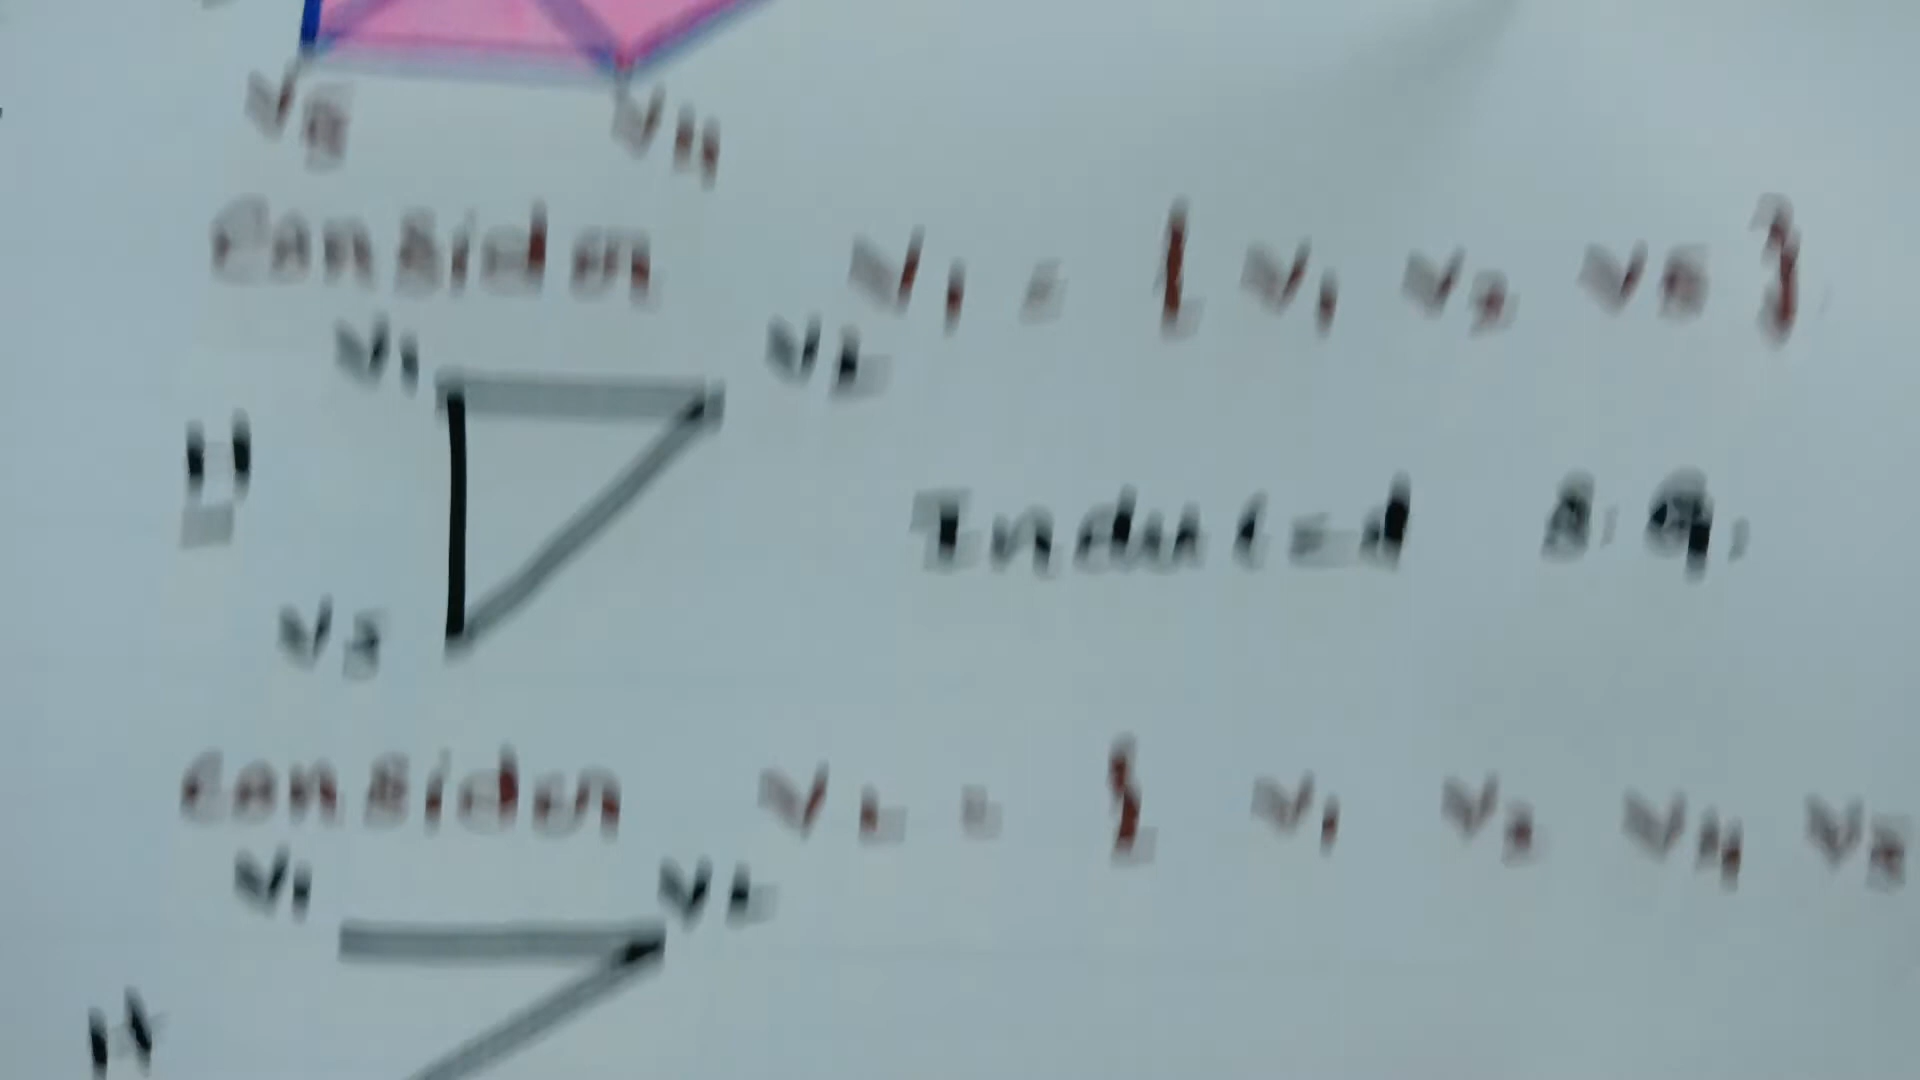 V5 V4
Consider V1 = { V1 V2 V5 }
V1 V2
H
Induced S.G.
V5
Consider V2 = { V1 V2 V4 V5
V1 V2
H